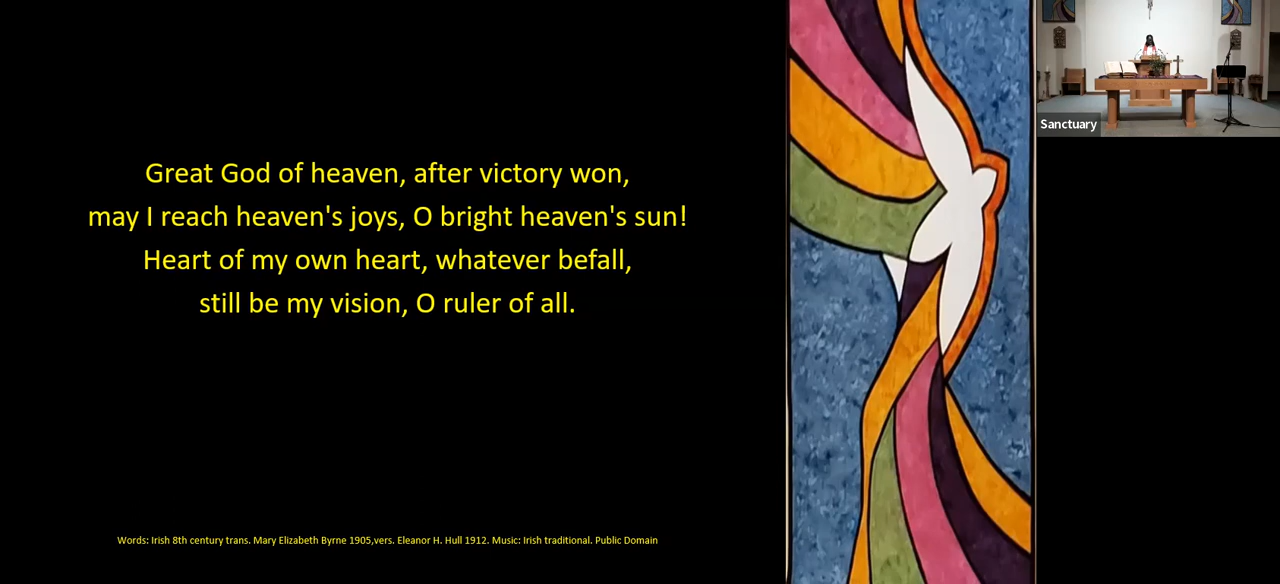 Great God of heaven, after victory won,
may I reach heaven's joys, O bright heaven's sun!
Heart of my own heart, whatever befall,
still be my vision, O ruler of all.
Words: Irish 8th century trans. Mary Elizabeth Byrne 1905,vers. Eleanor H. Hull 1912. Music: Irish traditional. Public Domain
Sanctuary